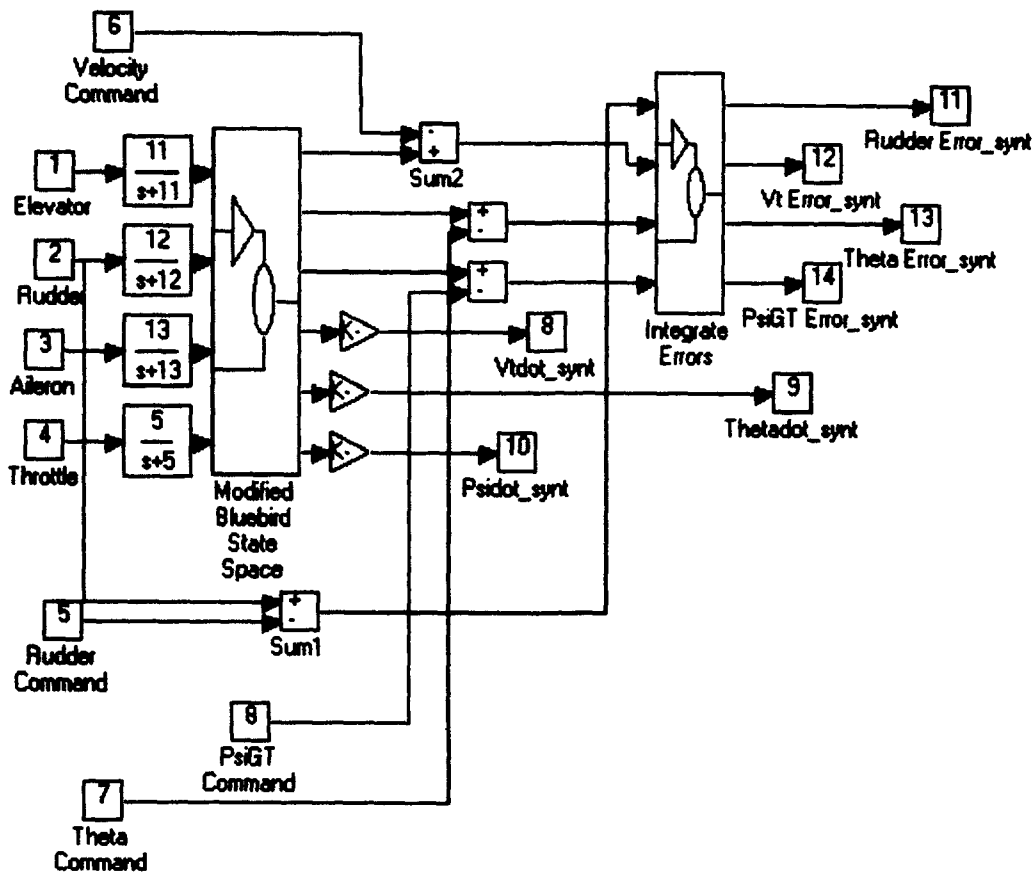 6
Velocity
Command
1
Elevator
11
s+11
2
Rudder
12
s+12
3
Aileron
13
s+13
4
Throttle
5
s+5
Modified
Bluebird
State
Space
-
+
Sum2
+
-
+
-
K-
K-
K-
8
Vtdot_synt
9
Thetadot_synt
10
Psidot_synt
Integrate
Errors
11
Rudder Error_synt
12
Vt Error_synt
13
Theta Error_synt
14
PsiGT Error_synt
5
Rudder
Command
+
-
Sum1
8
PsiGT
Command
7
Theta
Command